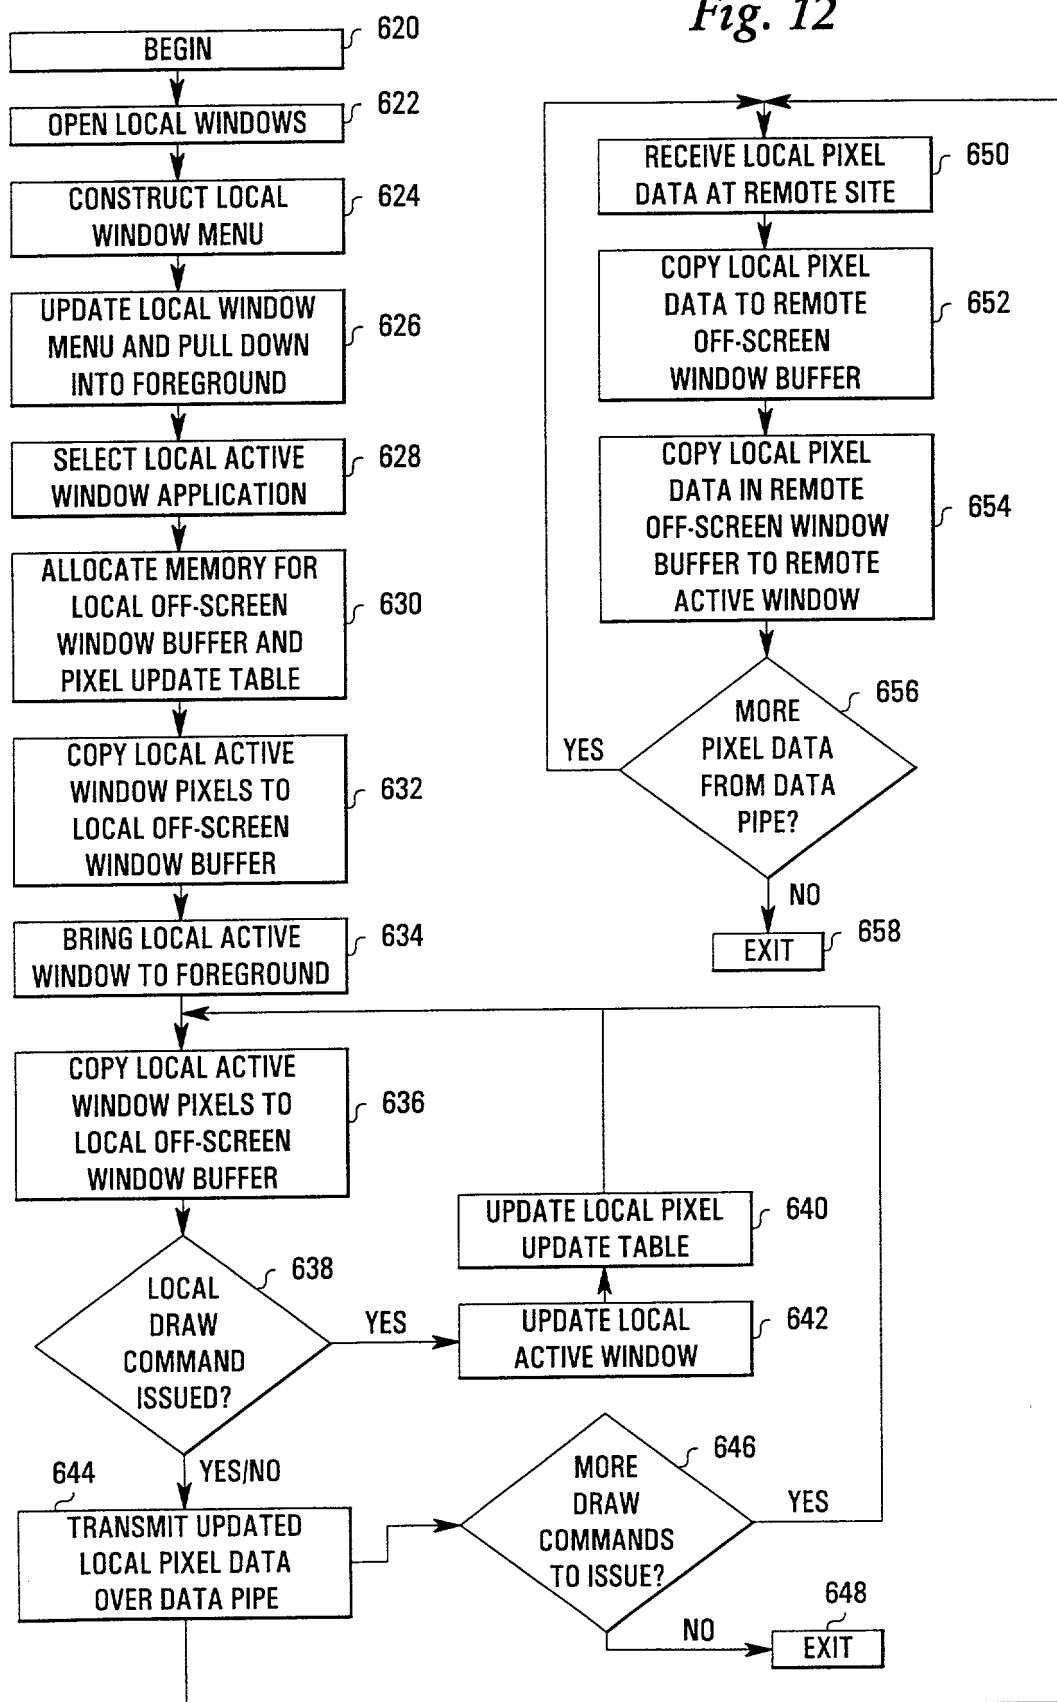 Fig. 12
620
BEGIN
622
OPEN LOCAL WINDOWS
624
CONSTRUCT LOCAL
WINDOW MENU
626
UPDATE LOCAL WINDOW
MENU AND PULL DOWN
INTO FOREGROUND
628
SELECT LOCAL ACTIVE
WINDOW APPLICATION
630
ALLOCATE MEMORY FOR
LOCAL OFF-SCREEN
WINDOW BUFFER AND
PIXEL UPDATE TABLE
632
COPY LOCAL ACTIVE
WINDOW PIXELS TO
LOCAL OFF-SCREEN
WINDOW BUFFER
634
BRING LOCAL ACTIVE
WINDOW TO FOREGROUND
636
COPY LOCAL ACTIVE
WINDOW PIXELS TO
LOCAL OFF-SCREEN
WINDOW BUFFER
638
LOCAL
DRAW
COMMAND
ISSUED?
YES
YES/NO
640
UPDATE LOCAL PIXEL
UPDATE TABLE
642
UPDATE LOCAL
ACTIVE WINDOW
644
TRANSMIT UPDATED
LOCAL PIXEL DATA
OVER DATA PIPE
646
MORE
DRAW
COMMANDS
TO ISSUE?
YES
NO
648
EXIT
650
RECEIVE LOCAL PIXEL
DATA AT REMOTE SITE
652
COPY LOCAL PIXEL
DATA TO REMOTE
OFF-SCREEN
WINDOW BUFFER
654
COPY LOCAL PIXEL
DATA IN REMOTE
OFF-SCREEN WINDOW
BUFFER TO REMOTE
ACTIVE WINDOW
656
MORE
PIXEL DATA
FROM DATA
PIPE?
YES
NO
658
EXIT